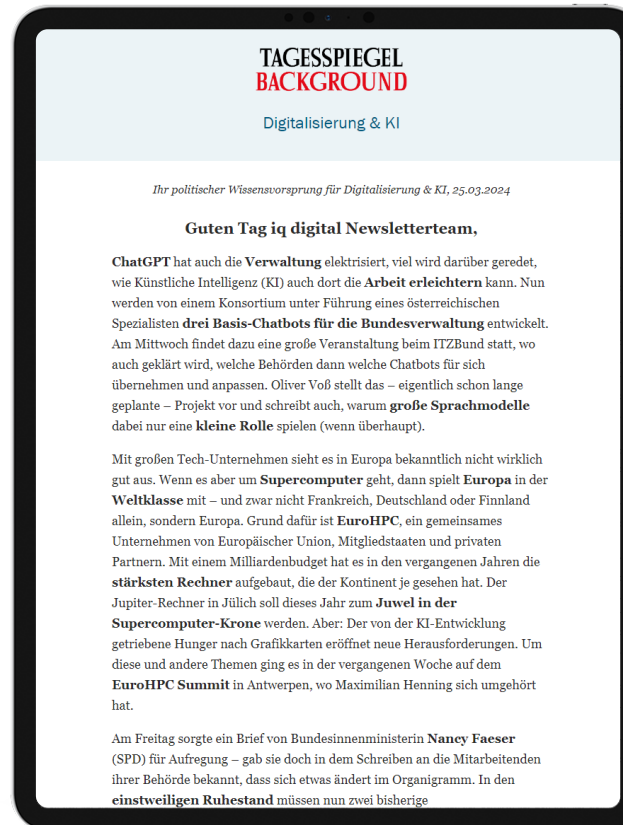 TAGESSPIEGEL
BACKGROUND
Digitalisierung & KI
Ihr politischer Wissensvorsprung für Digitalisierung & KI, 25.03.2024
Guten Tag iq digital Newsletterteam,
ChatGPT hat auch die Verwaltung elektrisiert, viel wird darüber geredet,
wie Künstliche Intelligenz (KI) auch dort die Arbeit erleichtern kann. Nun
werden von einem Konsortium unter Führung eines österreichischen
Spezialisten drei Basis-Chatbots für die Bundesverwaltung entwickelt.
Am Mittwoch findet dazu eine große Veranstaltung beim ITZBund statt, wo
auch geklärt wird, welche Behörden dann welche Chatbots für sich
übernehmen und anpassen. Oliver Voß stellt das – eigentlich schon lange
geplante – Projekt vor und schreibt auch, warum große Sprachmodelle
dabei nur eine kleine Rolle spielen (wenn überhaupt).
Mit großen Tech-Unternehmen sieht es in Europa bekanntlich nicht wirklich
gut aus. Wenn es aber um Supercomputer geht, dann spielt Europa in der
Weltklasse mit – und zwar nicht Frankreich, Deutschland oder Finnland
allein, sondern Europa. Grund dafür ist EuroHPC, ein gemeinsames
Unternehmen von Europäischer Union, Mitgliedstaaten und privaten
Partnern. Mit einem Milliardenbudget hat es in den vergangenen Jahren die
stärksten Rechner aufgebaut, die der Kontinent je gesehen hat. Der
Jupiter-Rechner in Jülich soll dieses Jahr zum Juwel in der
Supercomputer-Krone werden. Aber: Der von der KI-Entwicklung
getriebene Hunger nach Grafikkarten eröffnet neue Herausforderungen. Um
diese und andere Themen ging es in der vergangenen Woche auf dem
EuroHPC Summit in Antwerpen, wo Maximilian Henning sich umgehört
hat.
Am Freitag sorgte ein Brief von Bundesinnenministerin Nancy Faeser
(SPD) für Aufregung – gab sie doch in dem Schreiben an die Mitarbeitenden
ihrer Behörde bekannt, dass sich etwas ändert im Organigramm. In den
einstweiligen Ruhestand müssen nun zwei bisherige